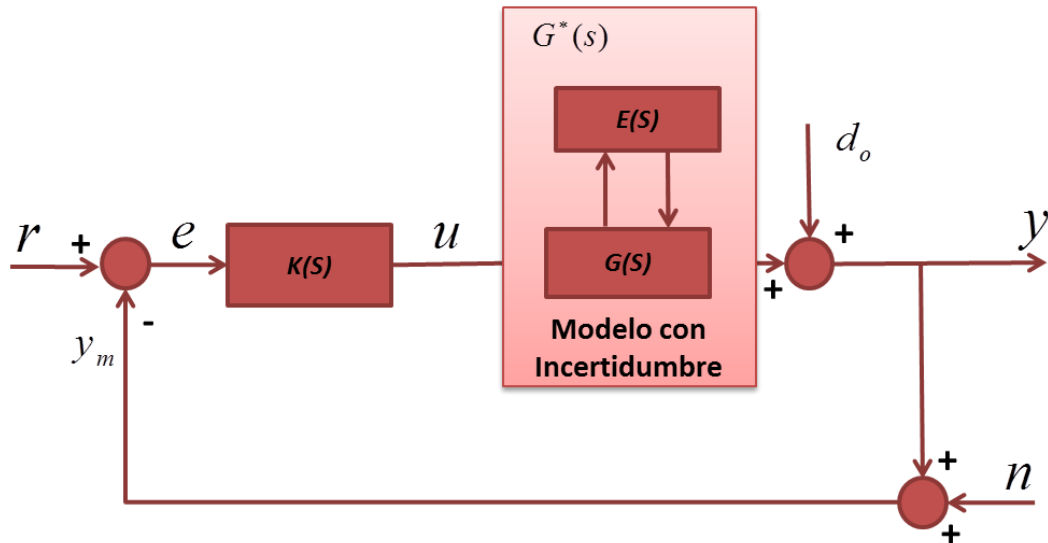 G*(s)
E(S)
d_o
r
+
e
K(S)
u
G(S)
+
+
y
-
y_m
Modelo con
Incertidumbre
+
n
+